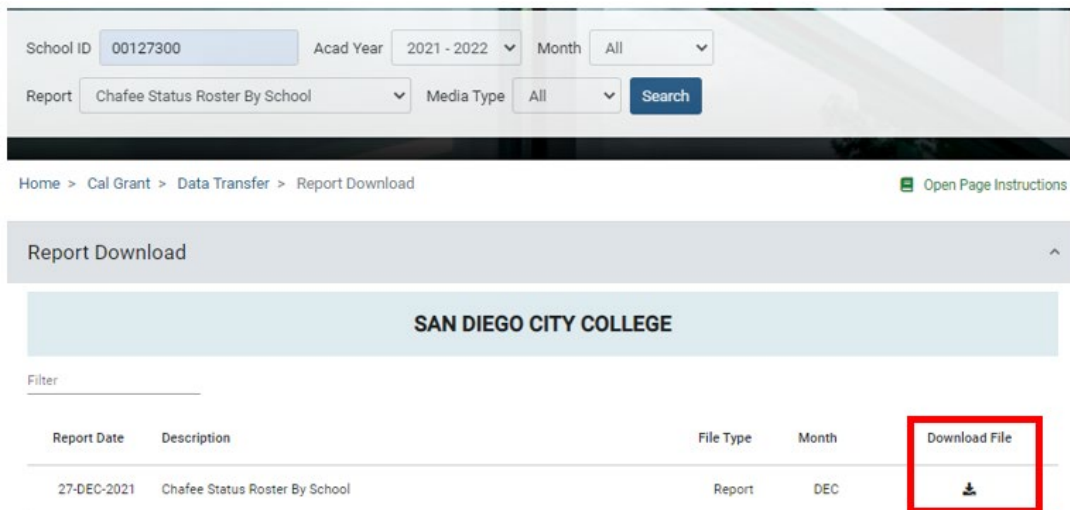 School ID 00127300 Acad Year 2021 - 2022 Month All
Report Chafee Status Roster By School Media Type All Search
Home > Cal Grant > Data Transfer > Report Download Open Page Instructions
Report Download
SAN DIEGO CITY COLLEGE
Filter
Report Date Description File Type Month Download File
27-DEC-2021 Chafee Status Roster By School Report DEC